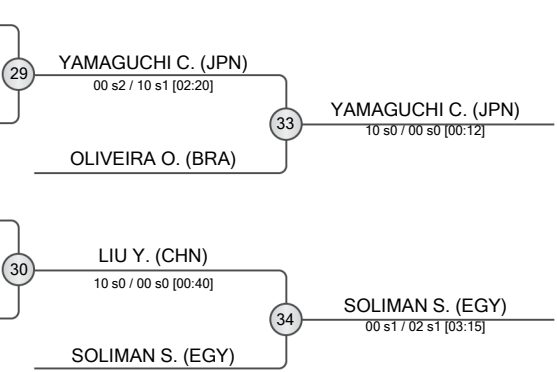 29
YAMAGUCHI C. (JPN)
00 s2 / 10 s1 [02:20]
33
YAMAGUCHI C. (JPN)
10 s0 / 00 s0 [00:12]
OLIVEIRA O. (BRA)
30
LIU Y. (CHN)
10 s0 / 00 s0 [00:40]
34
SOLIMAN S. (EGY)
00 s1 / 02 s1 [03:15]
SOLIMAN S. (EGY)